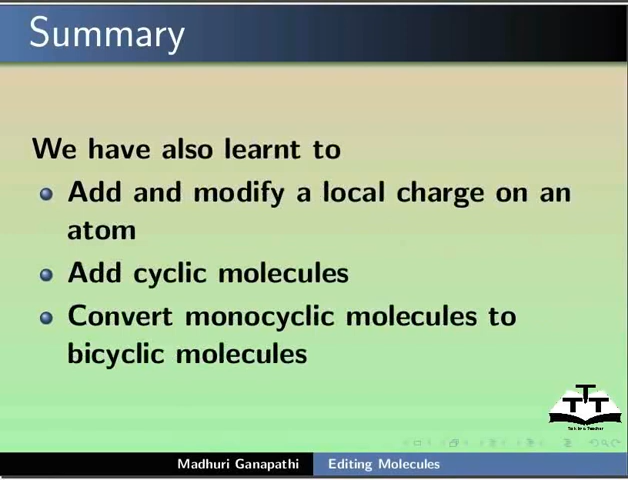 Summary
We have also learnt to
Add and modify a local charge on an
atom
Add cyclic molecules
Convert monocyclic molecules to
bicyclic molecules
TTT
Madhuri Ganapathi Editing Molecules